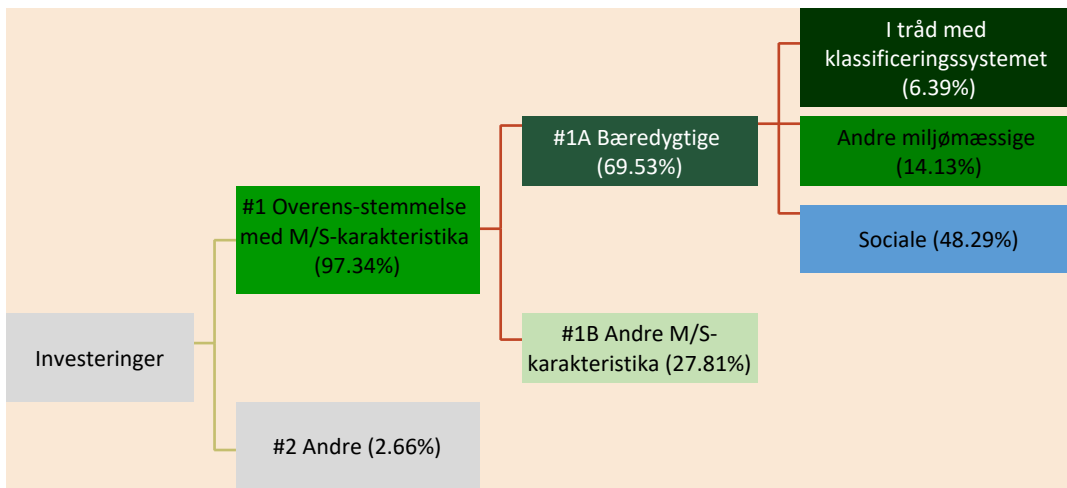 I tråd med
klassificeringssystemet
(6.39%)
#1A Bæredygtige
(69.53%)
Andre miljømæssige
(14.13%)
#1 Overens-stemmelse
med M/S-karakteristika
(97.34%)
Sociale (48.29%)
Investeringer
#1B Andre M/S-
karakteristika (27.81%)
#2 Andre (2.66%)